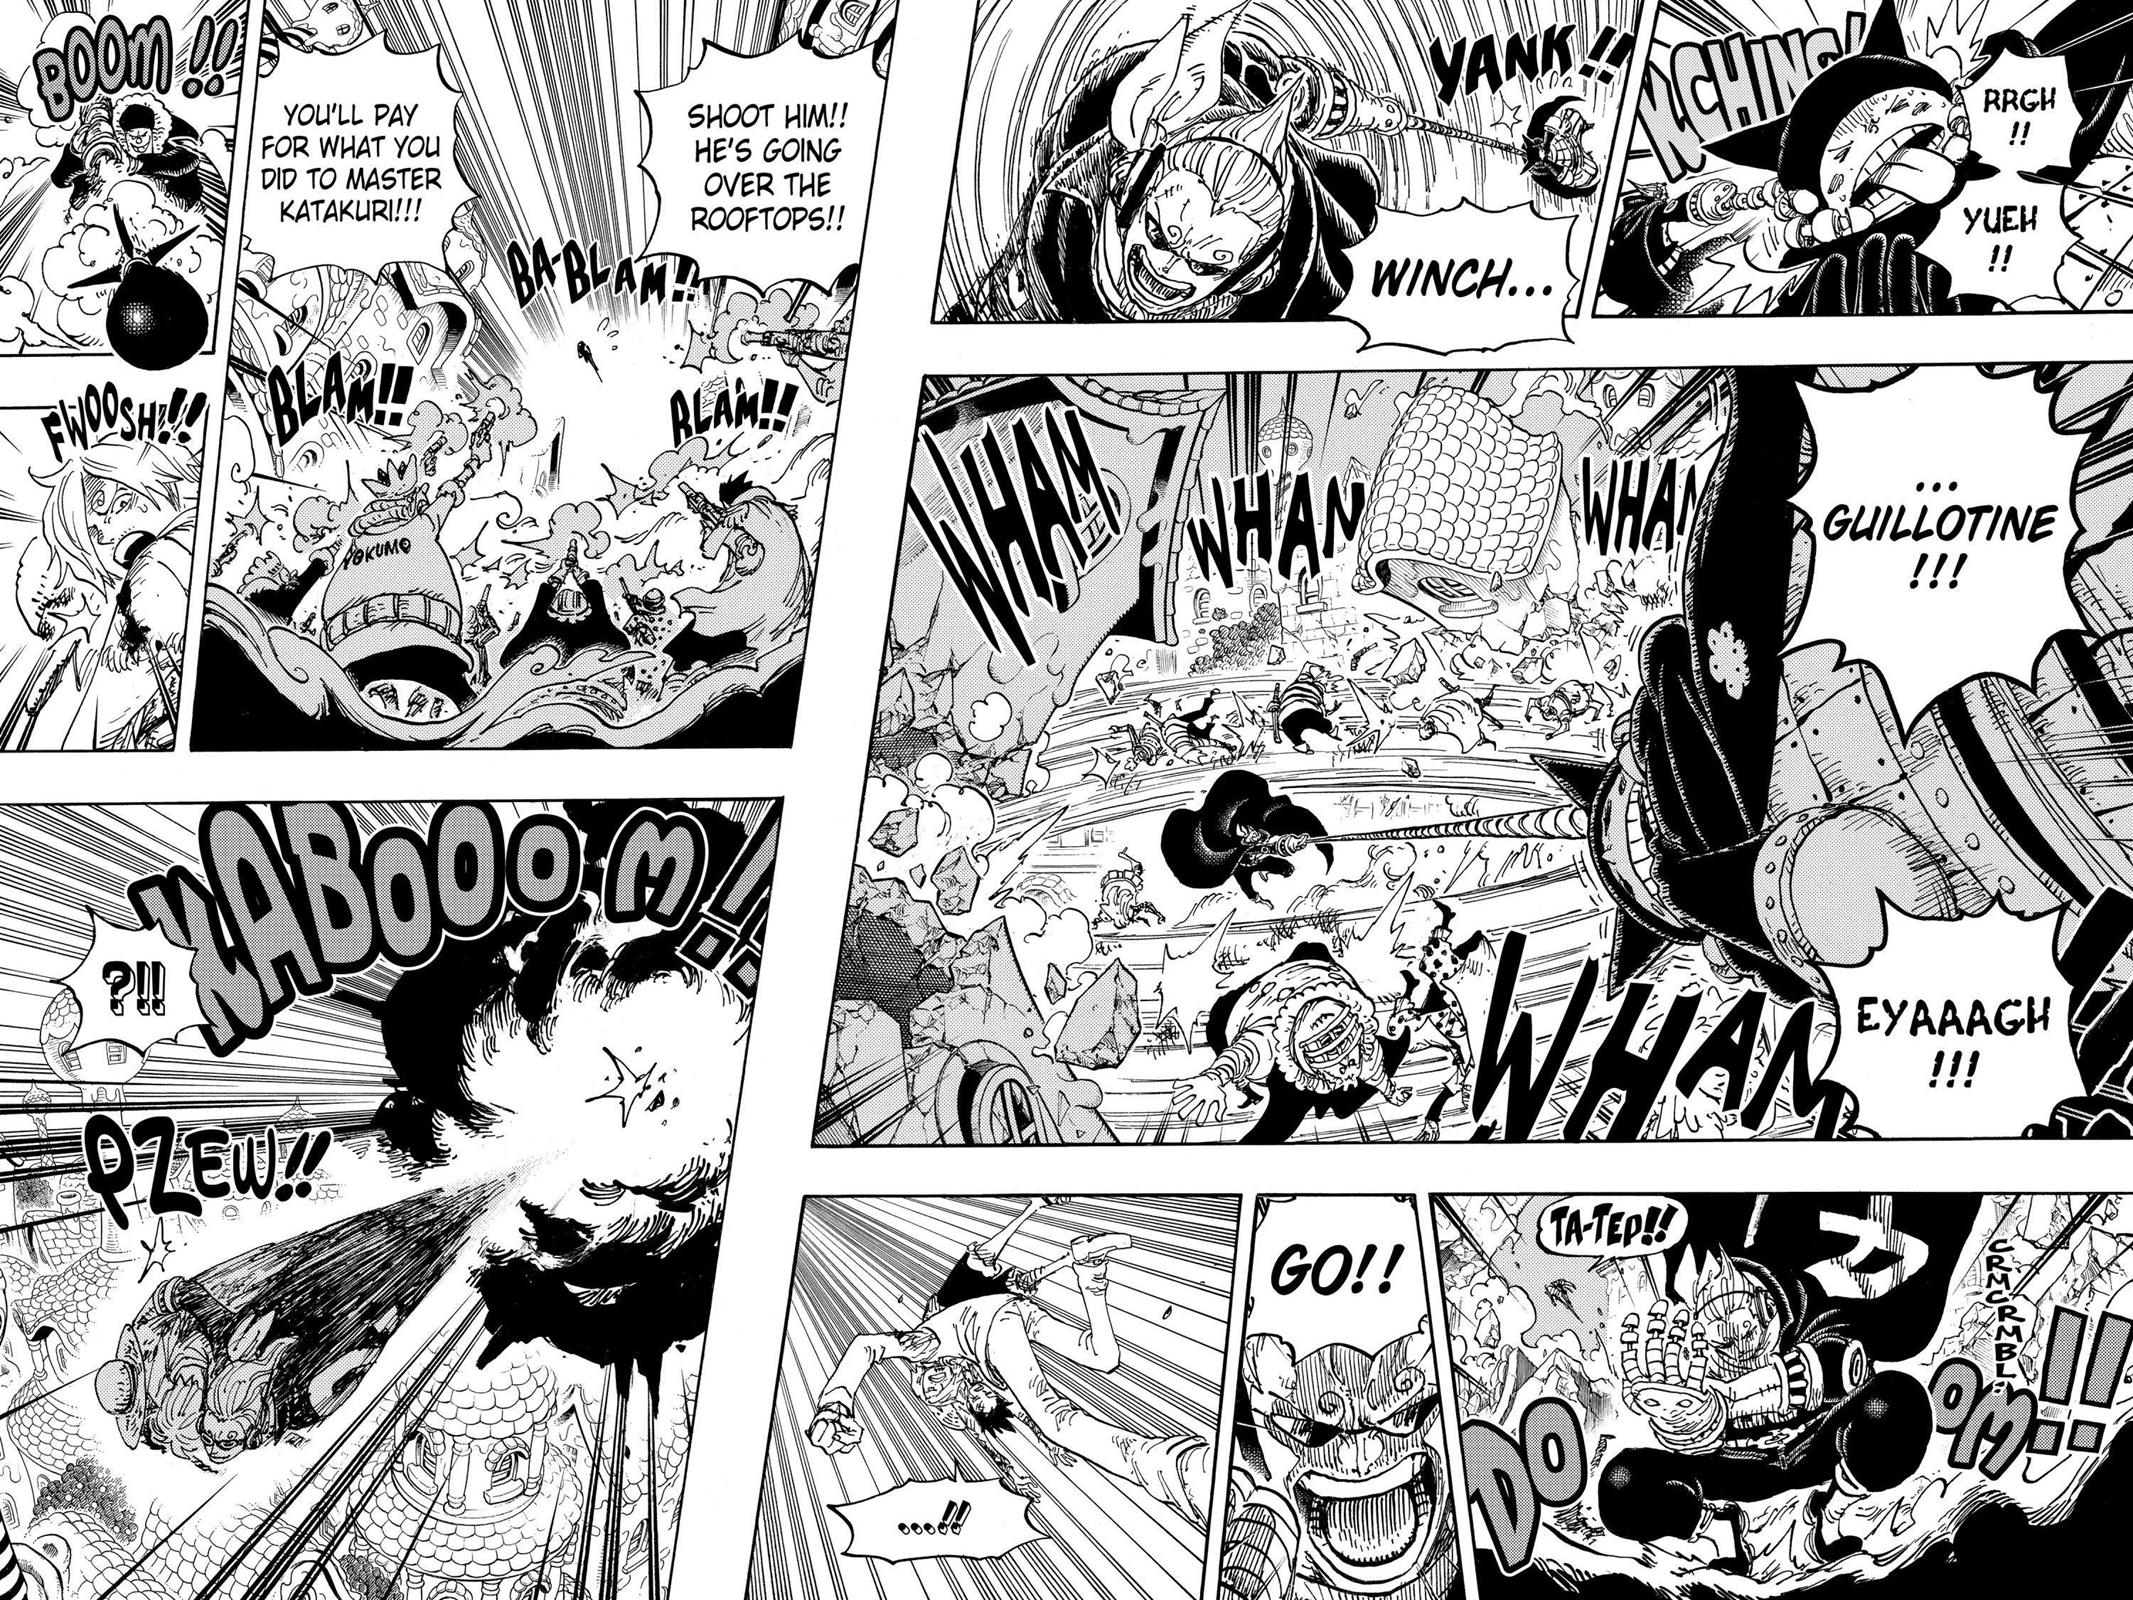 K-CHING!
RRGH
!!
YUEH
!!
YANK!!
WINCH...
SHOOT HIM!!
HE'S GOING
OVER THE
ROOFTOPS!!
YOU'LL PAY
FOR WHAT YOU
DID TO MASTER
KATAKURI!!!
BA-BLAM!!
BLAM!!
BLAM!!
YOKUMO
BOOM!!
FWOOSH!!!
...
GUILLOTINE
!!!
WHAM
WHAM
WHAM
WHAM
EYAAAGH
!!!
TA-TEP!!
CRMCRMBL
DOOM!!
GO!!
...!!
KABOOOM!!
?!!
PZEW!!